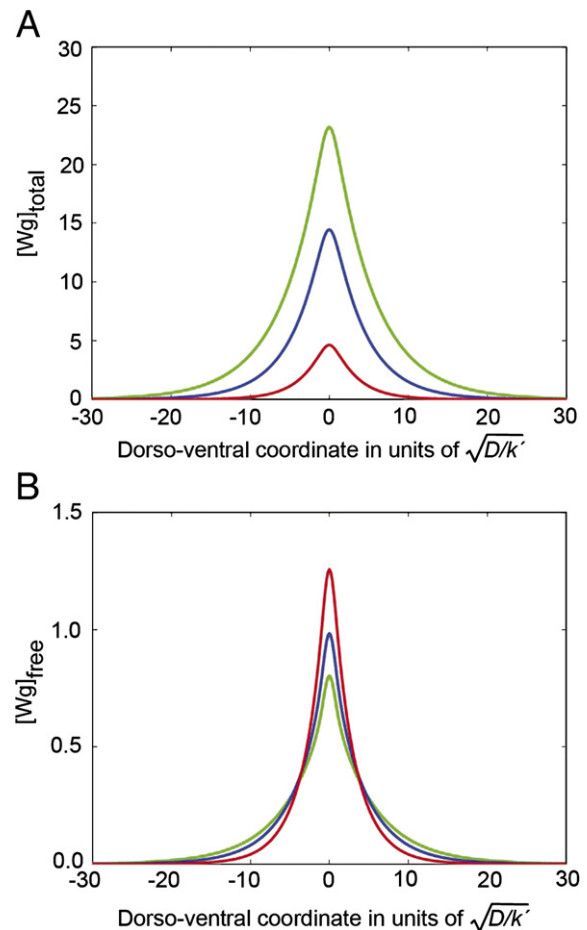 A
30
25
20
15
10
5
0
[Wg]total
-30 -20 -10 0 10 20 30
Dorso-ventral coordinate in units of √D/k′
B
1.5
1.0
0.5
0.0
[Wg]free
-30 -20 -10 0 10 20 30
Dorso-ventral coordinate in units of √D/k′